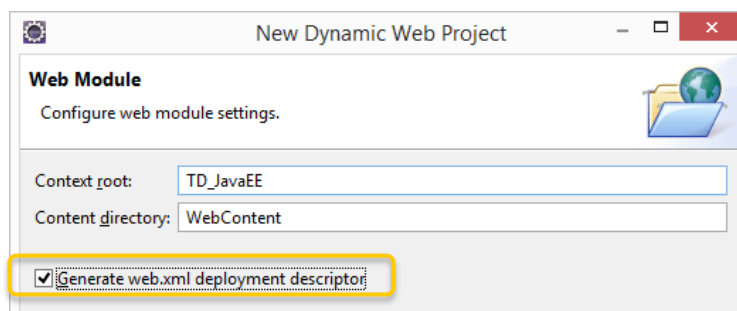 New Dynamic Web Project
Web Module
Configure web module settings.
Context root: TD_JavaEE
Content directory: WebContent
Generate web.xml deployment descriptor